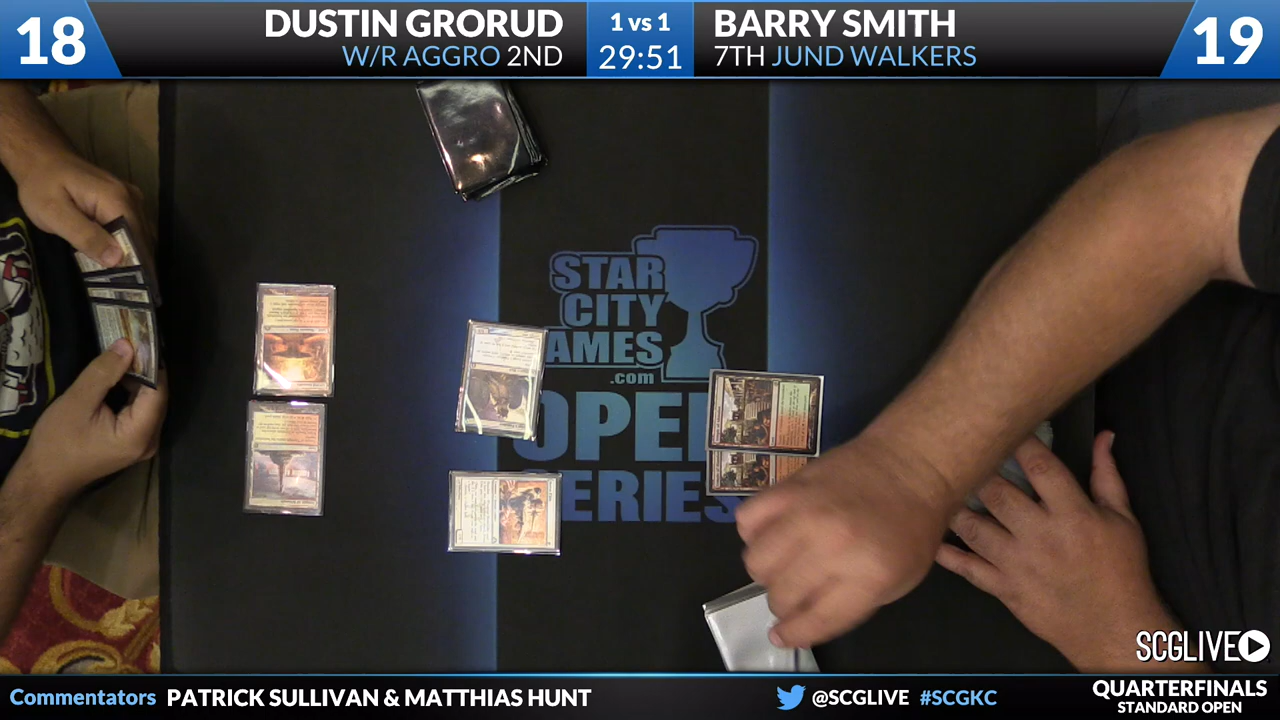 18
DUSTIN GRORUD
W/R AGGRO 2ND
1 vs 1
29:51
BARRY SMITH
7TH JUND WALKERS
19
STAR
CITY
GAMES
.com
OPEN
SERIES
SCGLIVE
Commentators PATRICK SULLIVAN & MATTHIAS HUNT
@SCGLIVE #SCGKC
QUARTERFINALS
STANDARD OPEN